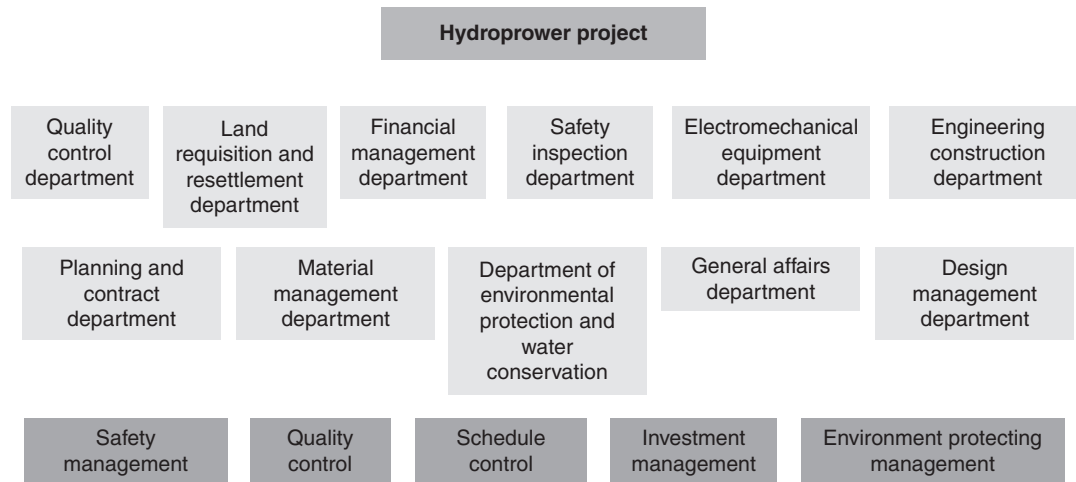 Hydroprower project
Quality
control
department
Land
requisition and
resettlement
department
Financial
management
department
Safety
inspection
department
Electromechanical
equipment
department
Engineering
construction
department
Planning and
contract
department
Material
management
department
Department of
environmental
protection and
water
conservation
General affairs
department
Design
management
department
Safety
management
Quality
control
Schedule
control
Investment
management
Environment protecting
management